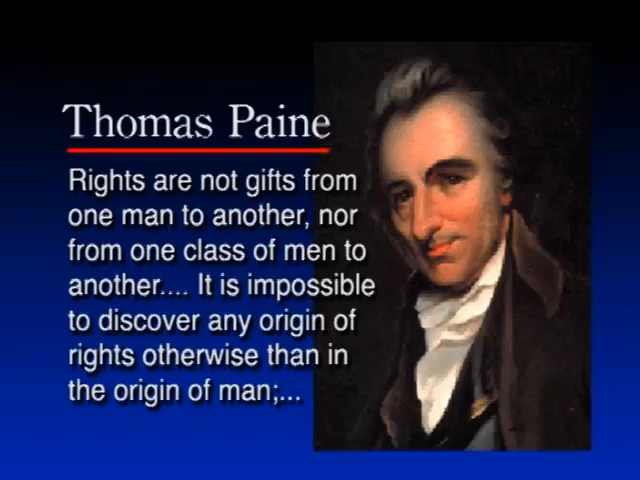 Thomas Paine
Rights are not gifts from
one man to another, nor
from one class of men to
another.... It is impossible
to discover any origin of
rights otherwise than in
the origin of man;...